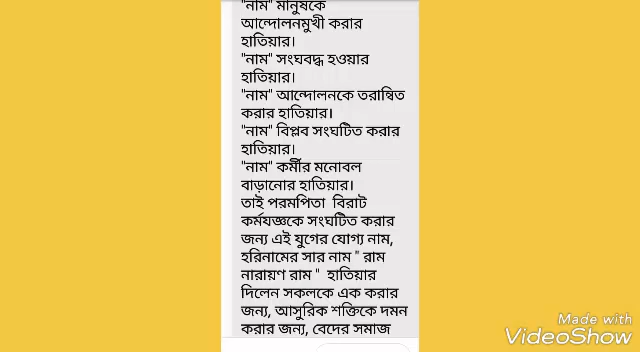 "নাম" মানুষকে
আন্দোলনমুখী করার
হাতিয়ার।
"নাম" সংঘবদ্ধ হওয়ার
হাতিয়ার।
"নাম" আন্দোলনকে তরান্বিত
করার হাতিয়ার।
"নাম" বিপ্লব সংঘটিত করার
হাতিয়ার।
"নাম" কর্মীর মনোবল
বাড়ানোর হাতিয়ার।
তাই পরমপিতা বিরাট
কর্মযজ্ঞকে সংঘটিত করার
জন্য এই যুগের যোগ্য নাম,
হরিনামের সার নাম " রাম
নারায়ণ রাম " হাতিয়ার
দিলেন সকলকে এক করার
জন্য, আসুরিক শক্তিকে দমন
করার জন্য, বেদের সমাজ
Made with
VideoShow